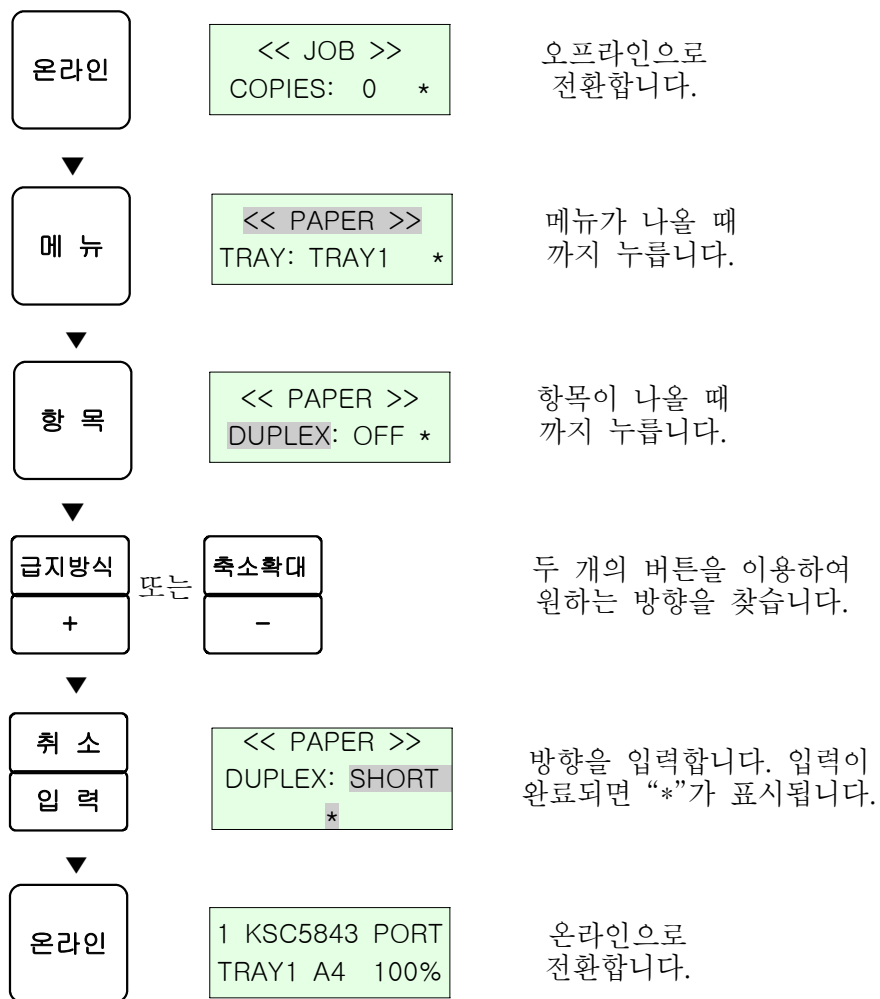 온라인
<< JOB >>
COPIES: 0 *
오프라인으로
전환합니다.
▼
메 뉴
<< PAPER >>
TRAY: TRAY1 *
메뉴가 나올 때
까지 누릅니다.
▼
항 목
<< PAPER >>
DUPLEX: OFF *
항목이 나올 때
까지 누릅니다.
▼
급지방식
+
또는
축소확대
-
두 개의 버튼을 이용하여
원하는 방향을 찾습니다.
▼
취 소
입 력
<< PAPER >>
DUPLEX: SHORT
*
방향을 입력합니다. 입력이
완료되면 “*”가 표시됩니다.
▼
온라인
1 KSC5843 PORT
TRAY1 A4 100%
온라인으로
전환합니다.